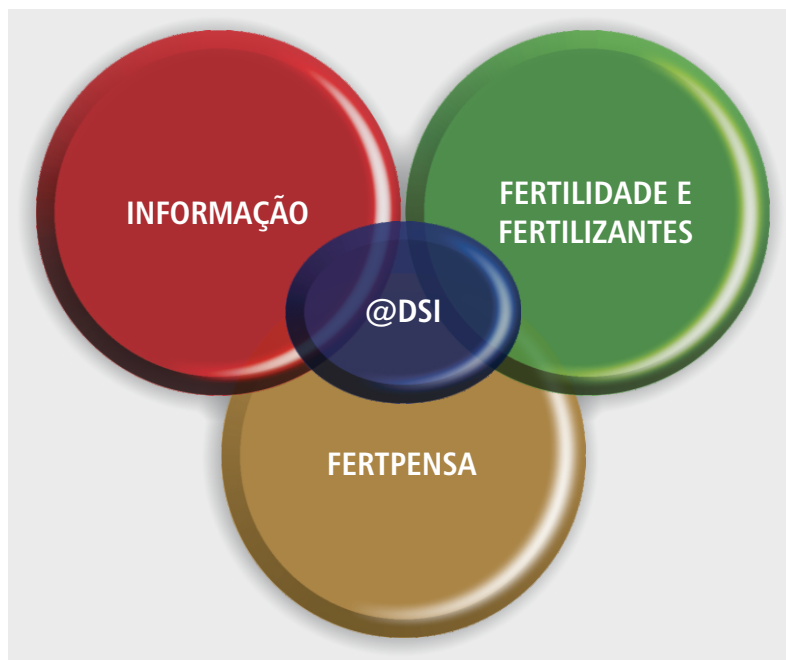 INFORMAÇÃO
FERTILIDADE E
FERTILIZANTES
@DSI
FERTPENSA